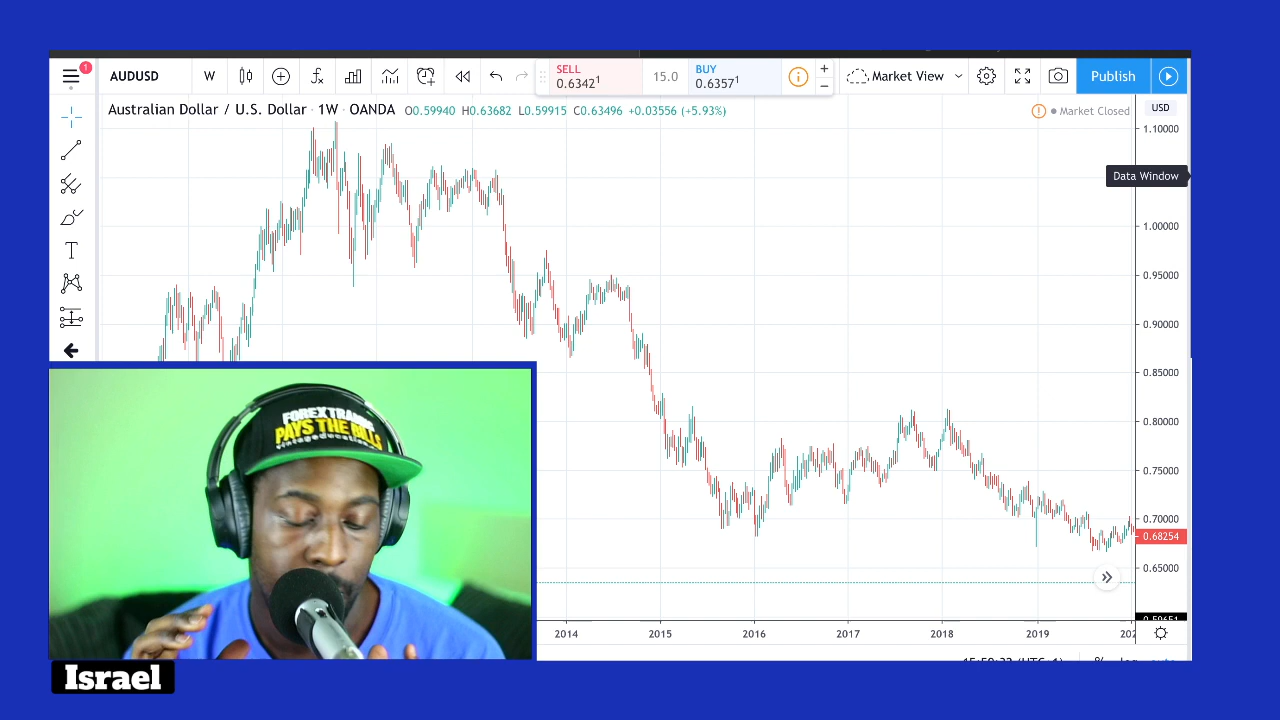 1
AUDUSD
W
SELL
0.6342¹
15.0
BUY
0.6357¹
Market View
Publish
Australian Dollar / U.S. Dollar · 1W · OANDA O0.59940 H0.63682 L0.59915 C0.63496 +0.03556 (+5.93%)
Market Closed
USD
1.10000
Data Window
1.00000
0.95000
0.90000
0.85000
0.80000
0.75000
0.70000
0.68254
0.65000
2014
2015
2016
2017
2018
2019
T
FOREX TRADING
PAYS THE BILLS
Israel